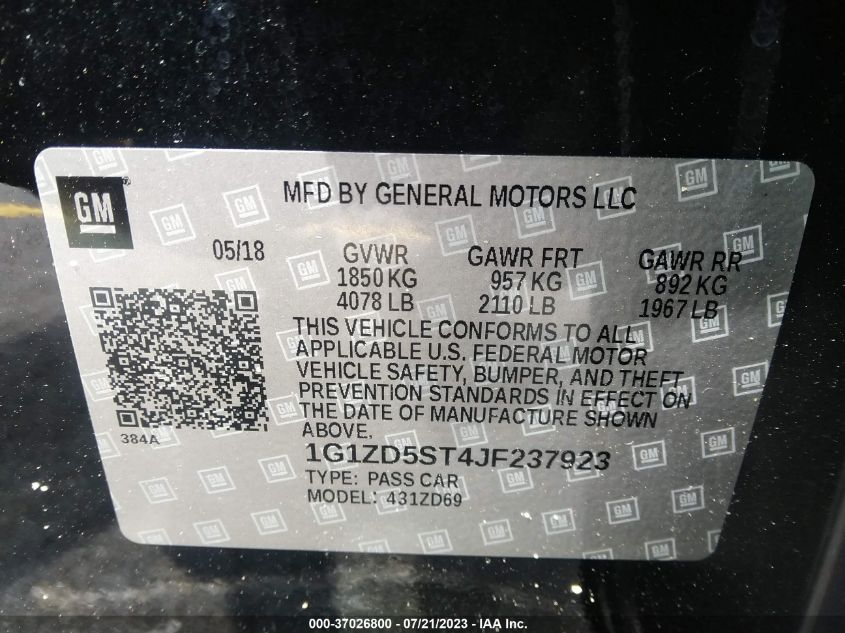 GM
MFD BY GENERAL MOTORS LLC
05/18 GVWR GAWR FRT GAWR RR
1850 KG 957 KG 892 KG
4078 LB 2110 LB 1967 LB
THIS VEHICLE CONFORMS TO ALL
APPLICABLE U.S. FEDERAL MOTOR
VEHICLE SAFETY, BUMPER, AND THEFT
PREVENTION STANDARDS IN EFFECT ON
THE DATE OF MANUFACTURE SHOWN
ABOVE.
384A
1G1ZD5ST4JF237923
TYPE: PASS CAR
MODEL: 431ZD69
000-37026800 / 07/21/2023 - IAA Inc.